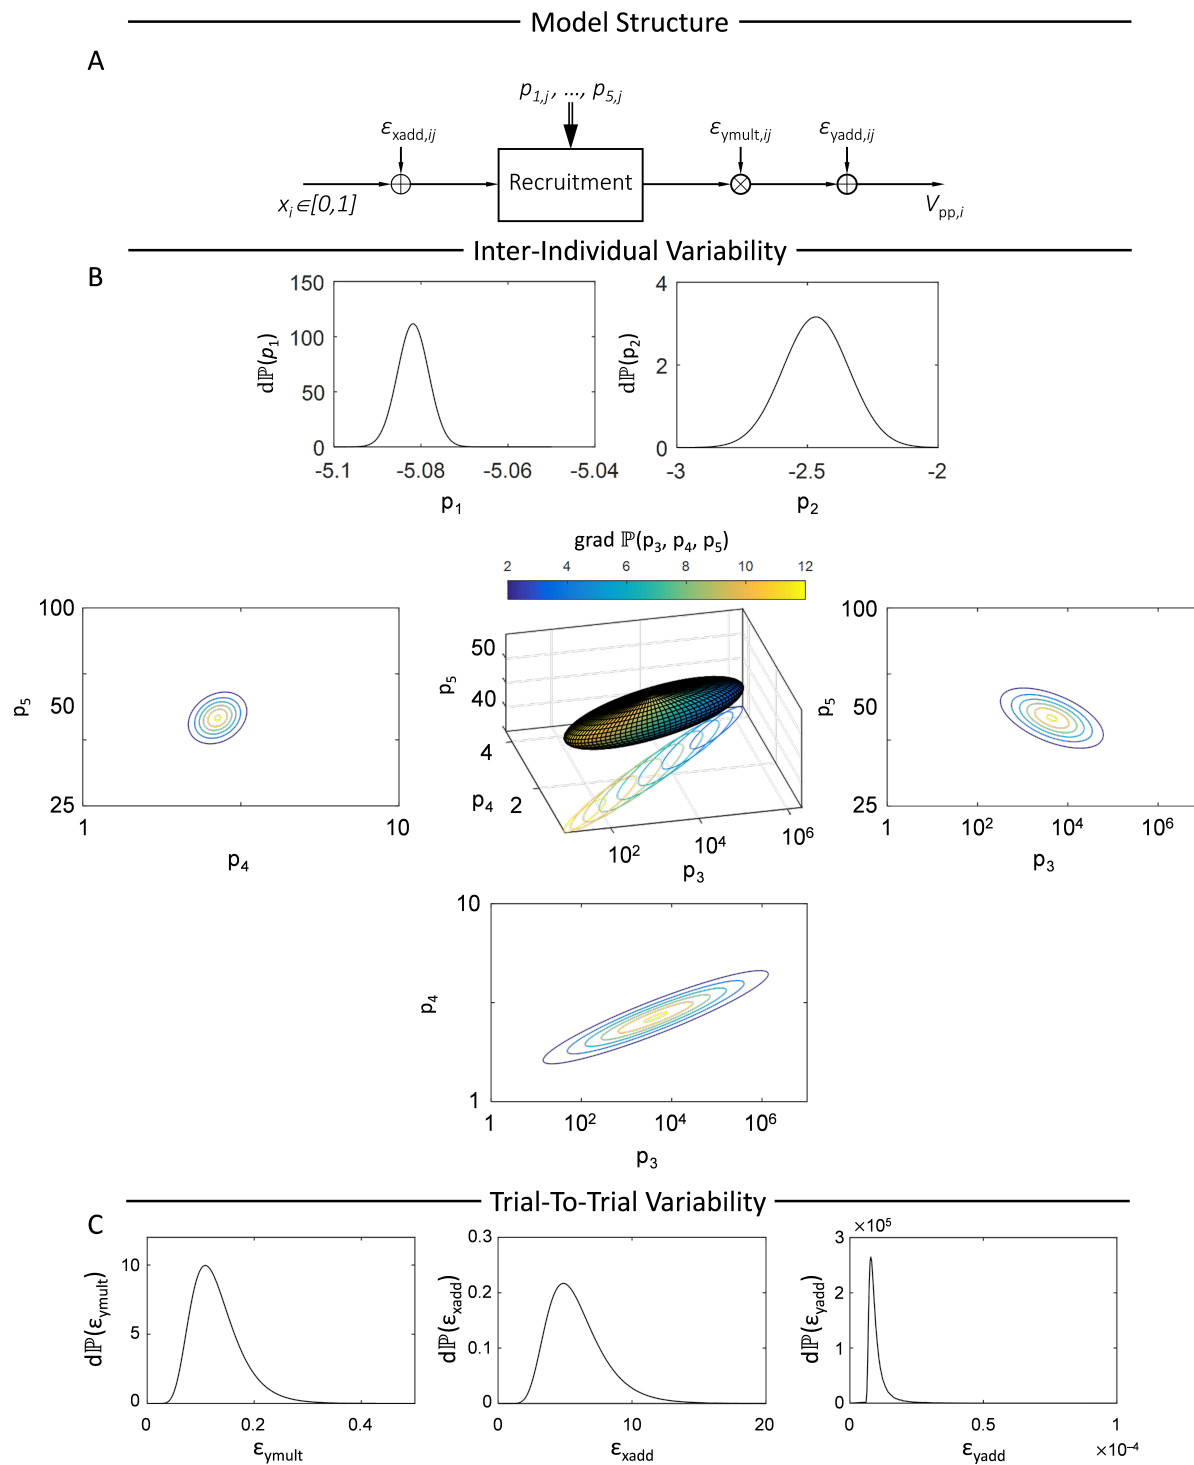 Model Structure
A
p1,j, ..., p5,j
εxadd,ij
εymult,ij
εyadd,ij
Recruitment
xi∈[0,1]
Vpp,i
Inter-Individual Variability
B
150
100
50
0
dℙ(p1)
-5.1
-5.08
-5.06
-5.04
p1
4
2
0
dℙ(p2)
-3
-2.5
-2
p2
grad ℙ(p3, p4, p5)
2
4
6
8
10
12
100
50
25
p5
1
10
p4
50
40
p5
4
2
p4
10²
10⁴
10⁶
p3
100
50
25
p5
1
10²
10⁴
10⁶
p3
10
1
p4
1
10²
10⁴
10⁶
p3
Trial-To-Trial Variability
C
10
5
0
dℙ(εymult)
0
0.2
0.4
εymult
0.3
0.2
0.1
0
dℙ(εxadd)
0
10
20
εxadd
×10⁵
3
2
1
0
dℙ(εyadd)
0
0.5
1
εyadd
×10⁻⁴